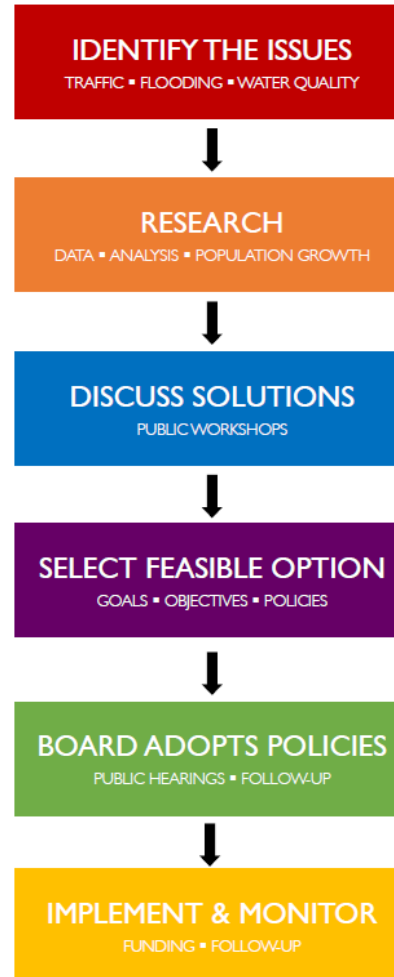 IDENTIFY THE ISSUES
TRAFFIC ▪ FLOODING ▪ WATER QUALITY
RESEARCH
DATA ▪ ANALYSIS ▪ POPULATION GROWTH
DISCUSS SOLUTIONS
PUBLIC WORKSHOPS
SELECT FEASIBLE OPTION
GOALS ▪ OBJECTIVES ▪ POLICIES
BOARD ADOPTS POLICIES
PUBLIC HEARINGS ▪ FOLLOW-UP
IMPLEMENT & MONITOR
FUNDING ▪ FOLLOW-UP